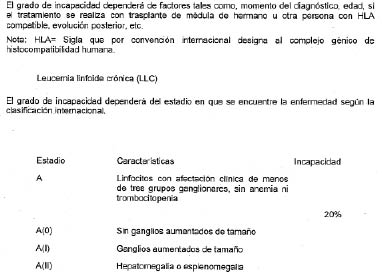 El grado de incapacidad dependerá de factores tales como, momento del diagnóstico, edad, si
el tratamiento se realiza con trasplante de médula de hermano u otra persona con HLA
compatible, evolución posterior, etc.
Nota: HLA= Sigla que por convención internacional designa al complejo génico de
histocompatibilidad humana.
Leucemia linfoide crónica (LLC)
El grado de incapacidad dependerá del estadio en que se encuentre la enfermedad según la
clasificación internacional.
Estadio Características Incapacidad
A Linfocitos con afectación clínica de menos
de tres grupos ganglionares, sin anemia ni
trombocitopenia
20%
A(0) Sin ganglios aumentados de tamaño
A(I) Ganglios aumentados de tamaño
A(II) Hepatomegalia o esplenomegalia